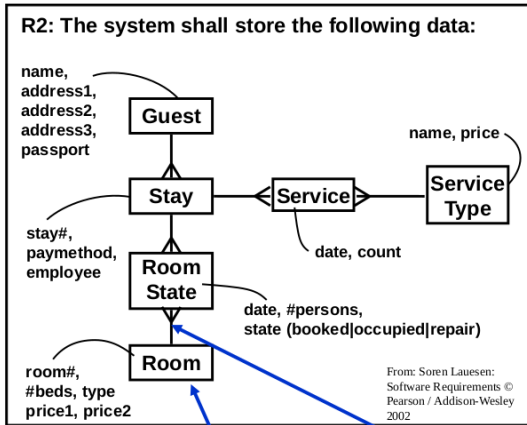 R2: The system shall store the following data:
name,
address1,
address2,
address3,
passport
Guest
name, price
Stay
Service
Service
Type
stay#,
paymethod,
employee
date, count
Room
State
date, #persons,
state (booked|occupied|repair)
Room
room#,
#beds, type
price1, price2
From: Soren Lauesen:
Software Requirements ©
Pearson / Addison-Wesley
2002